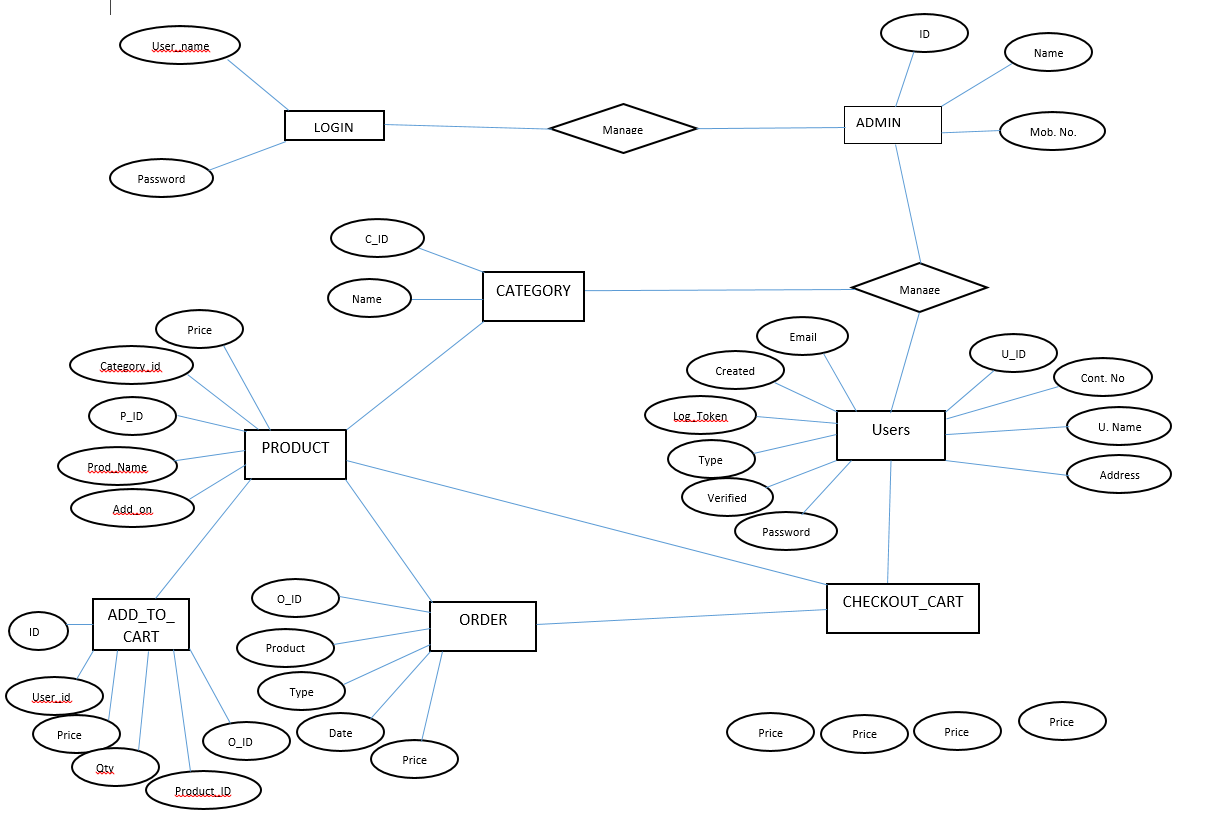 ID
User_name
Name
LOGIN
Manage
ADMIN
Mob. No.
Password
C_ID
CATEGORY
Manage
Name
Price
Email
U_ID
Category_id
Created
Cont. No
P_ID
Log_Token
Users
U. Name
PRODUCT
Prod_Name
Type
Address
Verified
Add_on
Password
O_ID
CHECKOUT_CART
ADD_TO_
CART
ORDER
ID
Product
Type
User_id
Price
Date
O_ID
Price
Price
Price
Price
Price
Qty
Product_ID